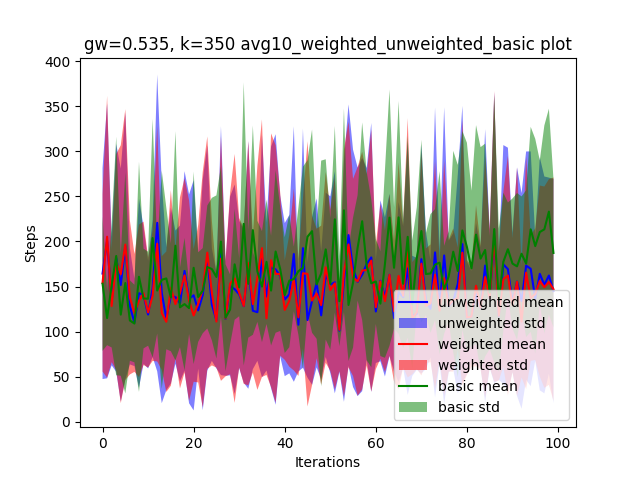 gw=0.535, k=350 avg10_weighted_unweighted_basic plot
400
350
300
250
200
150
100
50
0
Steps
0 20 40 60 80 100
Iterations
unweighted mean
unweighted std
weighted mean
weighted std
basic mean
basic std